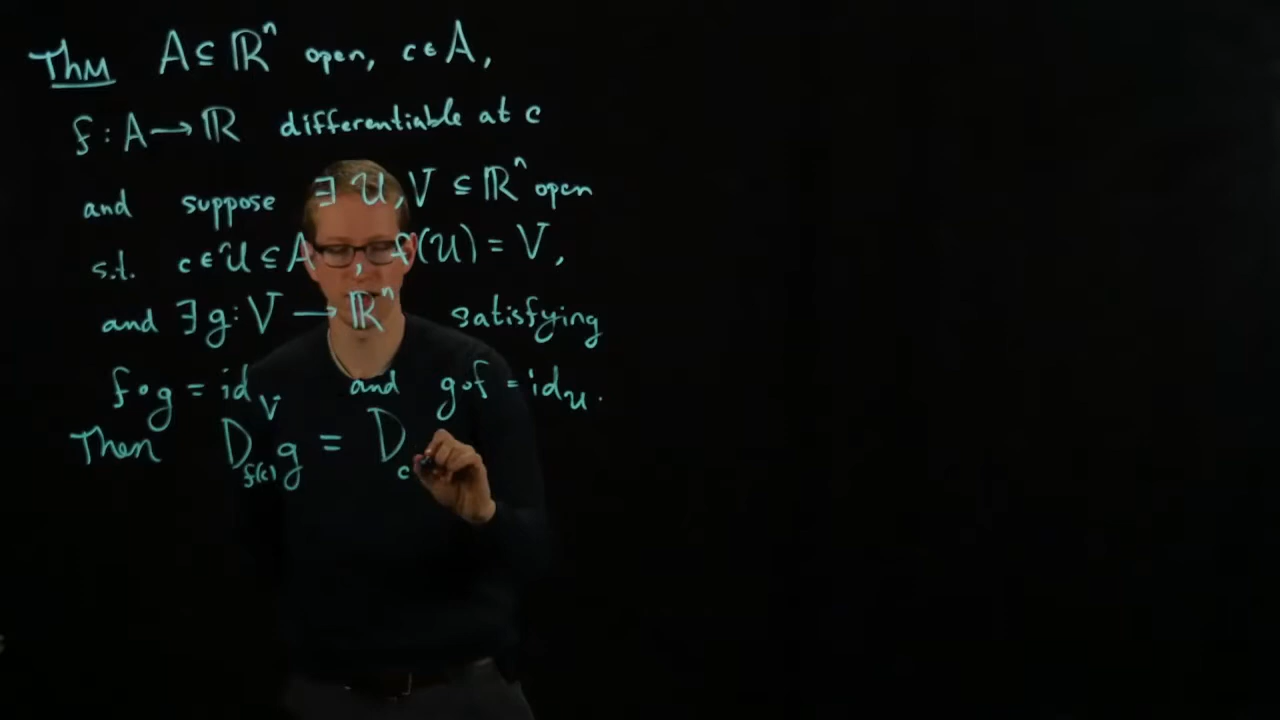 Thm A ⊆ ℝⁿ open, c ∈ A,
f : A → ℝ differentiable at c
and suppose ∃ U, V ⊆ ℝⁿ open
s.t. c ∈ U ⊆ A, f(U) = V,
and ∃ g : V → ℝⁿ satisfying
f ∘ g = id_V and g ∘ f = id_U.
Then D_{f(c)} g = D_c